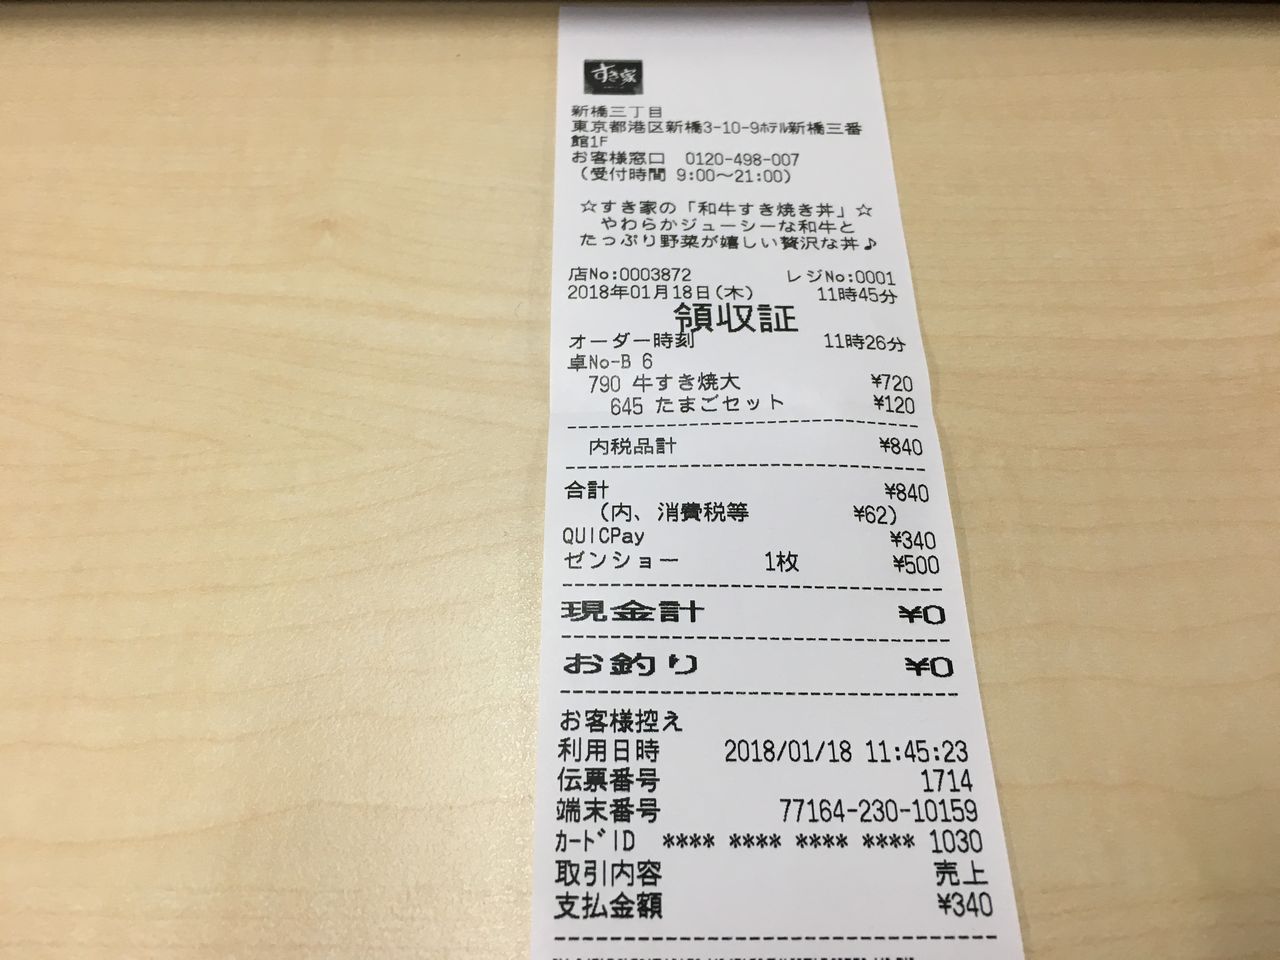 すき家
新橋三丁目
東京都港区新橋3-10-9ﾎﾃﾙ新橋三番
館1F
お客様窓口 0120-498-007
(受付時間 9:00～21:00)
☆すき家の「和牛すき焼き丼」☆
やわらかジューシーな和牛と
たっぷり野菜が嬉しい贅沢な丼♪
店No:0003872 レジNo:0001
2018年01月18日(木) 11時45分
領収証
オーダー時刻 11時26分
卓No-B 6
790 牛すき焼大 ¥720
645 たまごセット ¥120
内税品計 ¥840
合計 ¥840
(内、消費税等 ¥62)
QUICPay ¥340
ゼンショー 1枚 ¥500
現金計 ¥0
お釣り ¥0
お客様控え
利用日時 2018/01/18 11:45:23
伝票番号 1714
端末番号 77164-230-10159
ｶｰﾄﾞID **** **** **** **** 1030
取引内容 売上
支払金額 ¥340